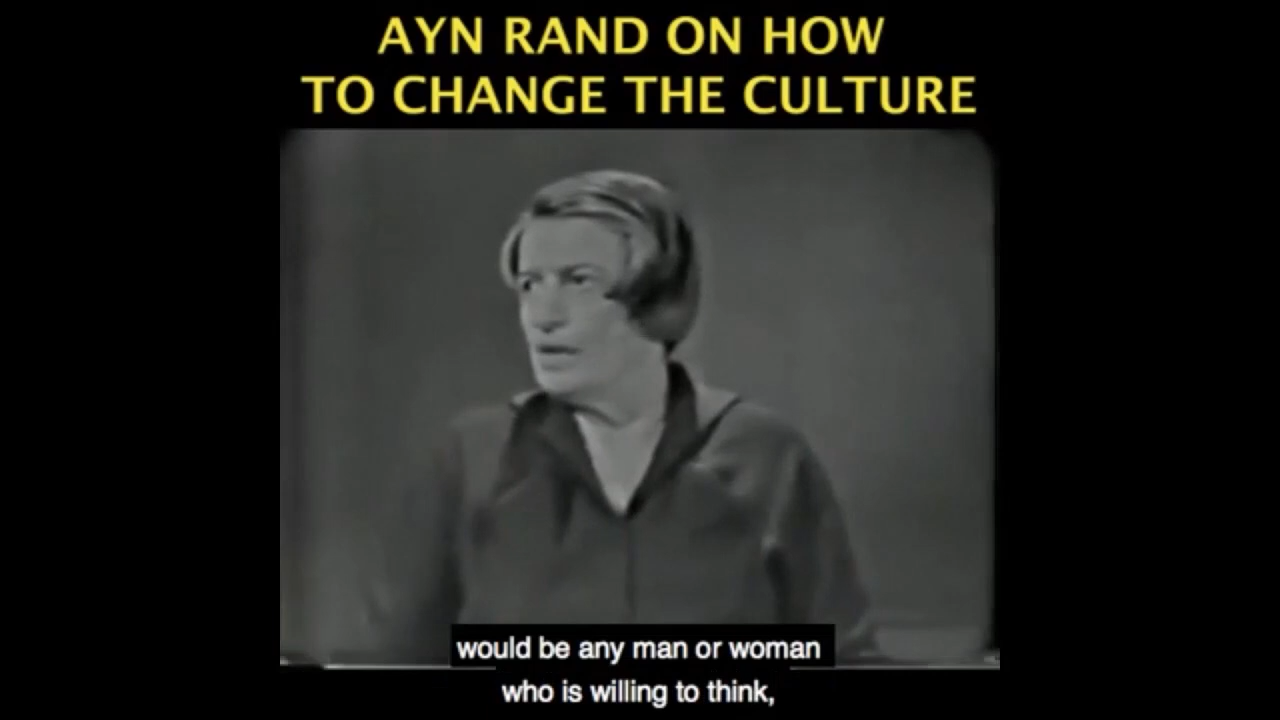 AYN RAND ON HOW
TO CHANGE THE CULTURE
would be any man or woman
who is willing to think,